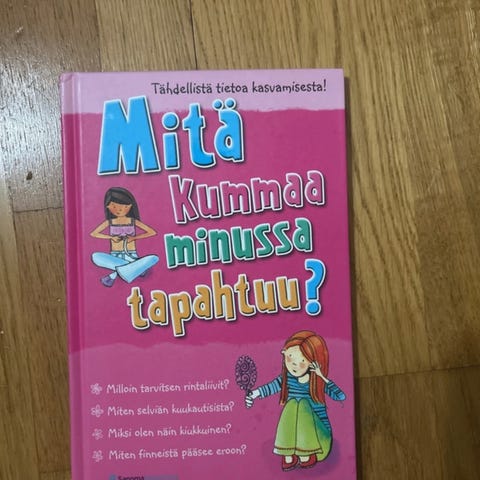 Tähdellistä tietoa kasvamisesta!
Mitä
kummaa
minussa
tapahtuu?
Milloin tarvitsen rintaliivit?
Miten selviän kuukautisista?
Miksi olen näin kiukkuinen?
Miten finneistä pääsee eroon?
Sanoma